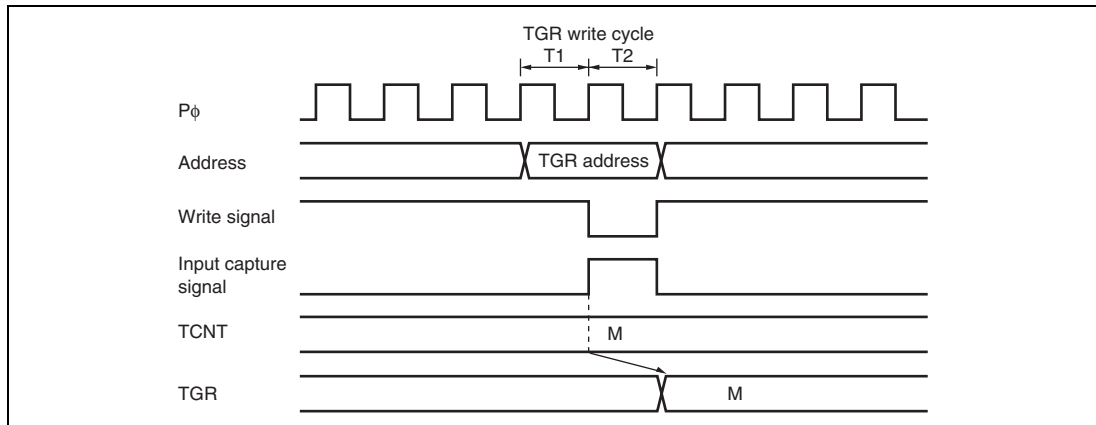 TGR write cycle
T1 T2
Pϕ
Address TGR address
Write signal
Input capture
signal
TCNT M
TGR M